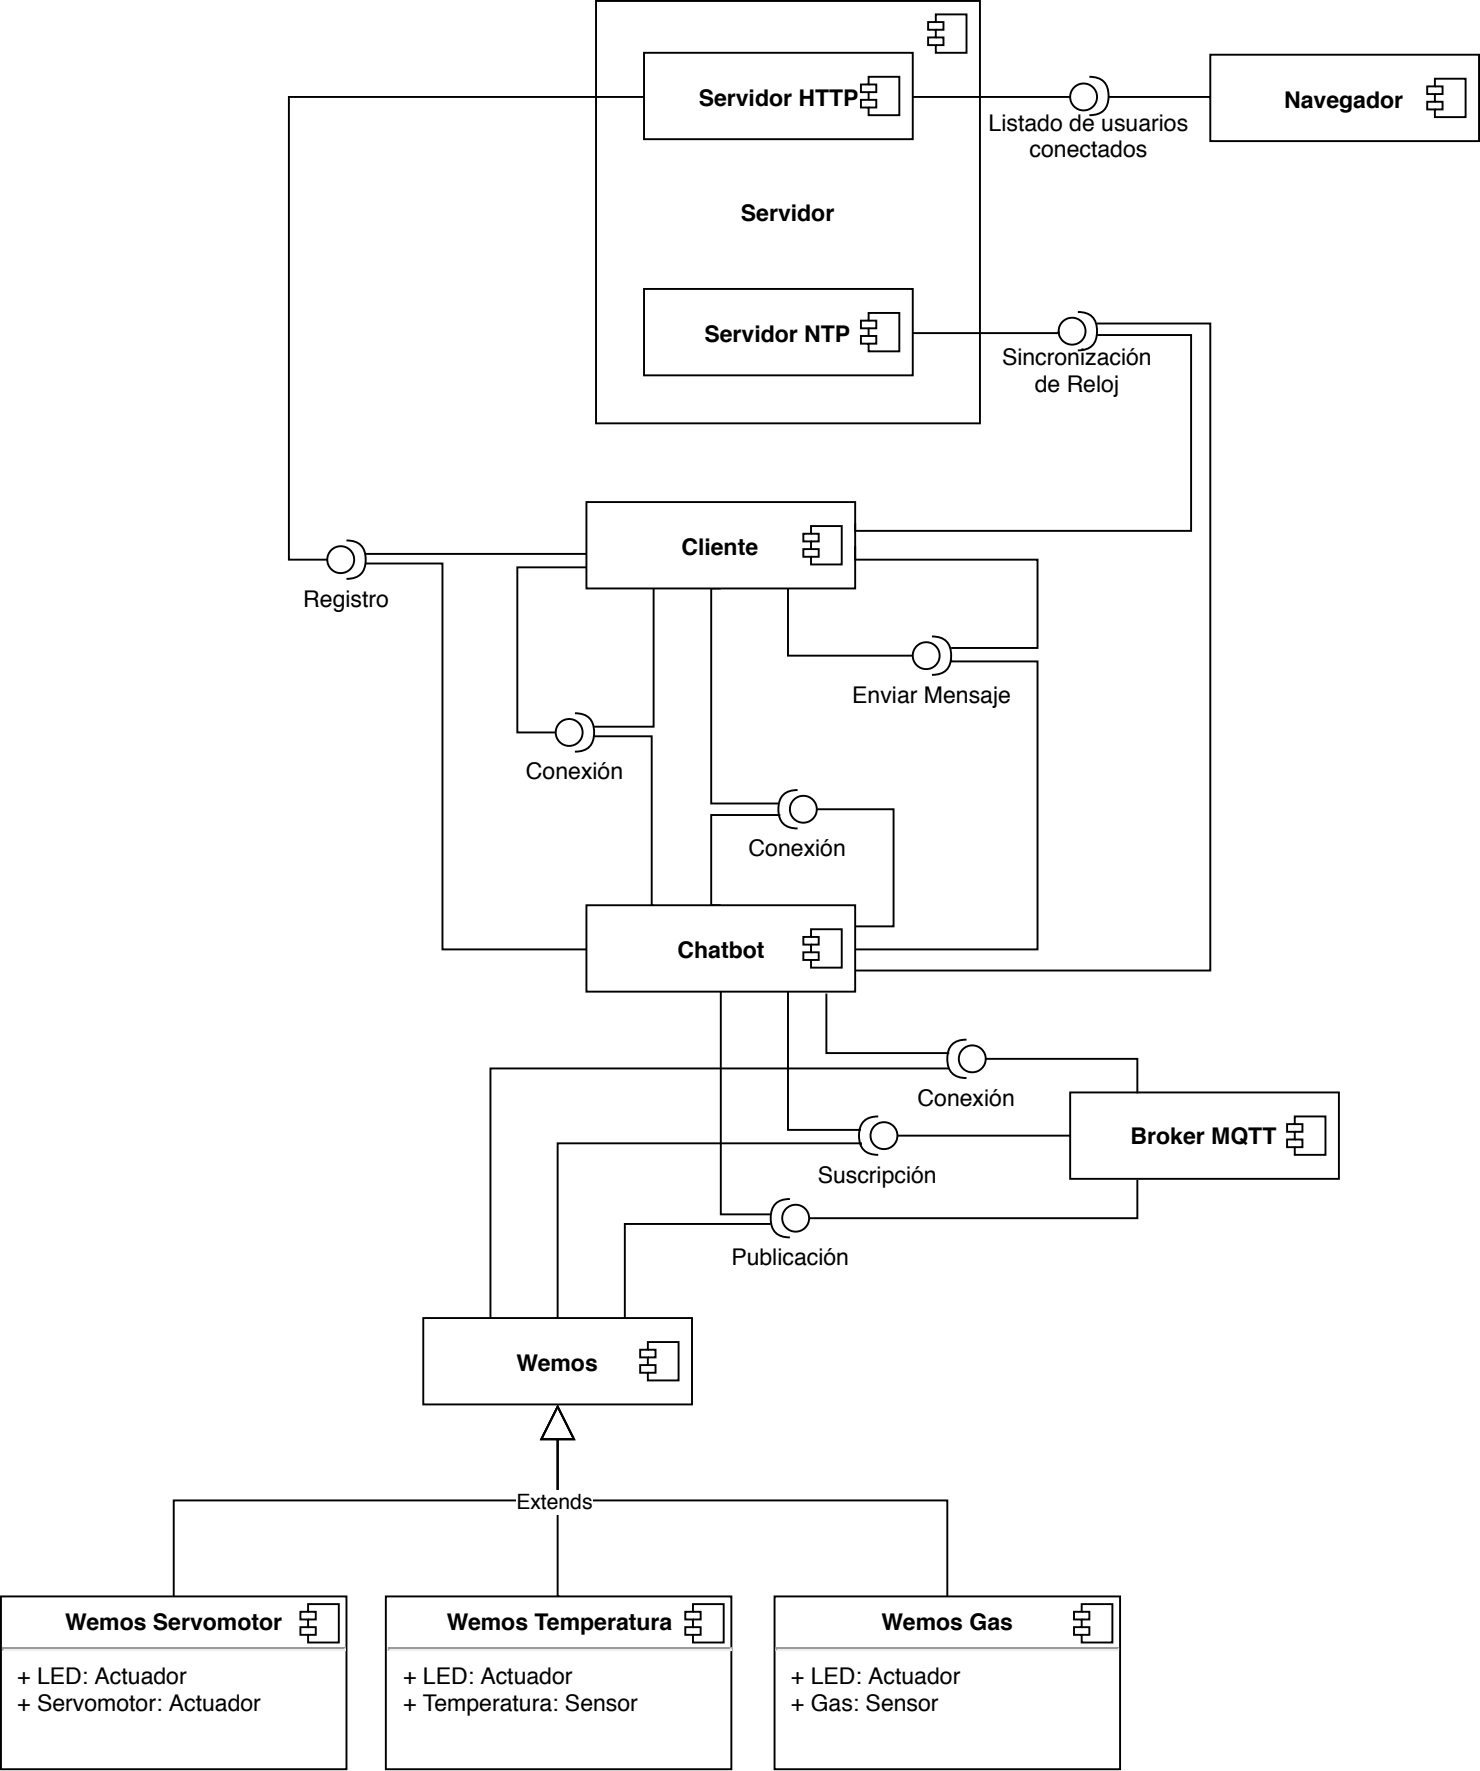 Servidor HTTP
Navegador
Listado de usuarios
conectados
Servidor
Servidor NTP
Sincronización
de Reloj
Cliente
Registro
Enviar Mensaje
Conexión
Conexión
Chatbot
Conexión
Broker MQTT
Suscripción
Publicación
Wemos
Extends
Wemos Servomotor
+ LED: Actuador
+ Servomotor: Actuador
Wemos Temperatura
+ LED: Actuador
+ Temperatura: Sensor
Wemos Gas
+ LED: Actuador
+ Gas: Sensor